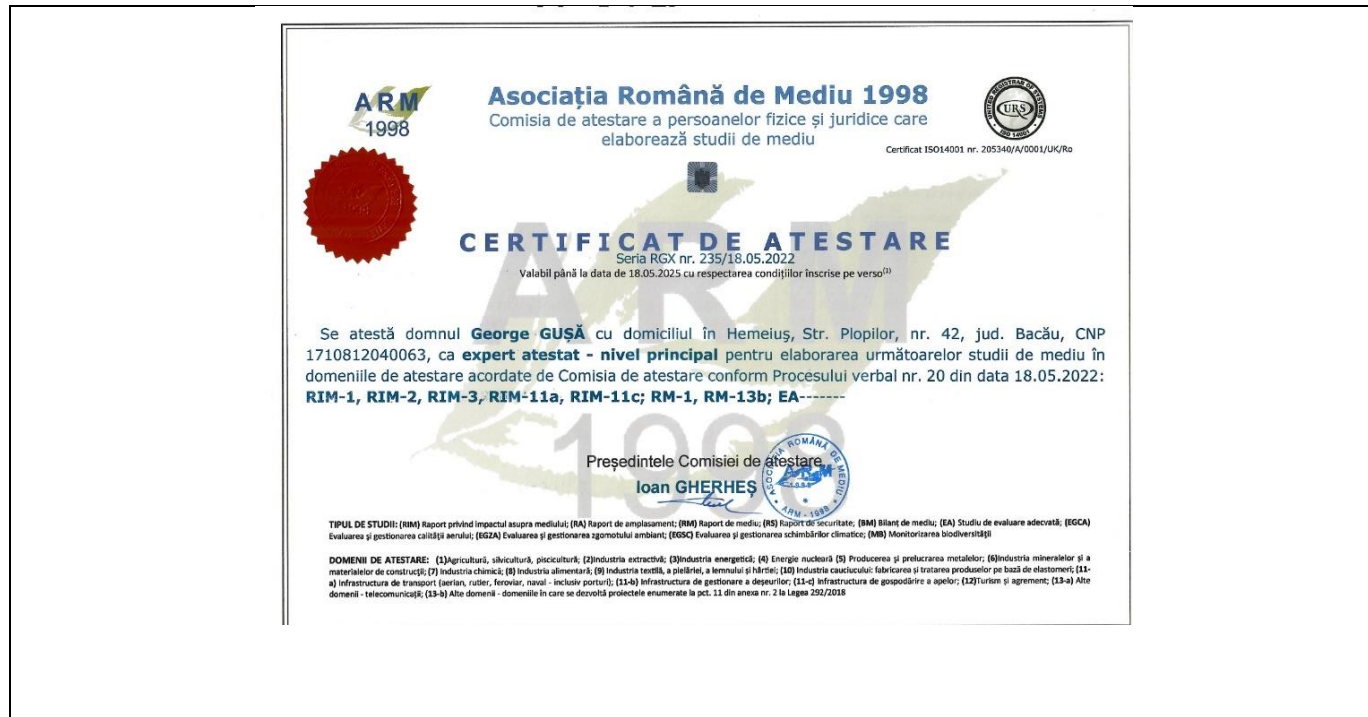 ARM
1998
Asociația Română de Mediu 1998
Comisia de atestare a persoanelor fizice și juridice care
elaborează studii de mediu
UNITED REGISTRAR OF SYSTEMS
URS
ISO 14001
Certificat ISO14001 nr. 205340/A/0001/UK/Ro
CERTIFICAT DE ATESTARE
Seria RGX nr. 235/18.05.2022
Valabil până la data de 18.05.2025 cu respectarea condițiilor înscrise pe verso(1)
ARM
1998
Se atestă domnul George GUȘĂ cu domiciliul în Hemeiuș, Str. Plopilor, nr. 42, jud. Bacău, CNP
1710812040063, ca expert atestat - nivel principal pentru elaborarea următoarelor studii de mediu în
domeniile de atestare acordate de Comisia de atestare conform Procesului verbal nr. 20 din data 18.05.2022:
RIM-1, RIM-2, RIM-3, RIM-11a, RIM-11c; RM-1, RM-13b; EA-------
Președintele Comisiei de atestare
Ioan GHERHEȘ
ASOCIAȚIA ROMÂNĂ DE MEDIU
ARM
ARM - 1998
TIPUL DE STUDII: (RIM) Raport privind impactul asupra mediului; (RA) Raport de amplasament; (RM) Raport de mediu; (RS) Raport de securitate; (BM) Bilanț de mediu; (EA) Studiu de evaluare adecvată; (EGCA)
Evaluarea și gestionarea calității aerului; (EGZA) Evaluarea și gestionarea zgomotului ambiant; (EGSC) Evaluarea și gestionarea schimbărilor climatice; (MB) Monitorizarea biodiversității
DOMENII DE ATESTARE: (1)Agricultură, silvicultură, piscicultură; (2)Industria extractivă; (3)Industria energetică; (4) Energie nucleară (5) Producerea și prelucrarea metalelor; (6)Industria mineralelor și a
materialelor de construcții; (7) Industria chimică; (8) Industria alimentară; (9) Industria textilă, a pielăriei, a lemnului și hârtiei; (10) Industria cauciucului: fabricarea și tratarea produselor pe bază de elastomeri; (11-
a) Infrastructura de transport (aerian, rutier, feroviar, naval - inclusiv porturi); (11-b) Infrastructura de gestionare a deșeurilor; (11-c) Infrastructura de gospodărire a apelor; (12)Turism și agrement; (13-a) Alte
domenii - telecomunicații; (13-b) Alte domenii - domeniile în care se dezvoltă proiectele enumerate la pct. 11 din anexa nr. 2 la Legea 292/2018